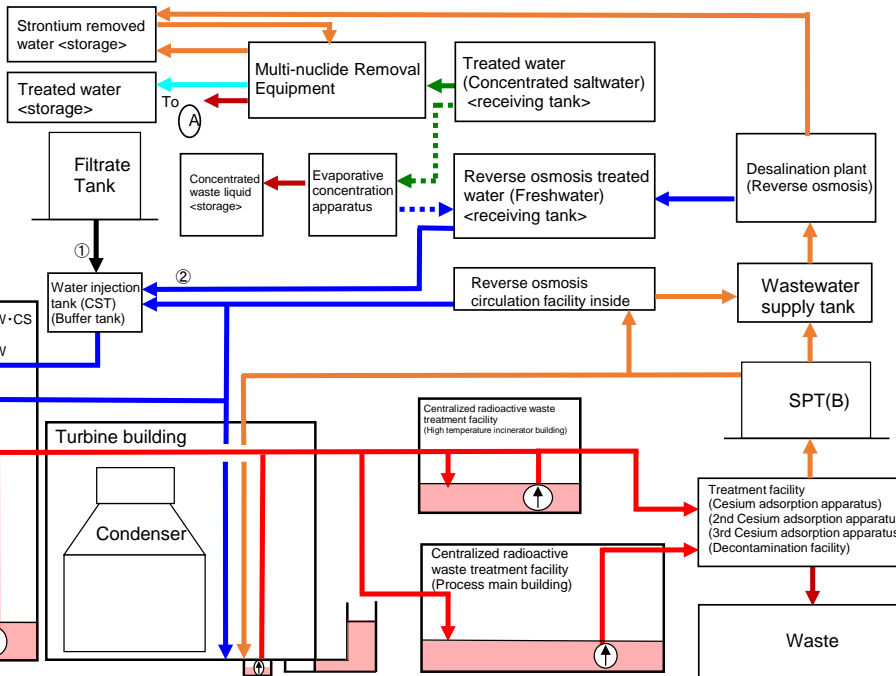 Strontium removed
water <storage>
Treated water
<storage>
To
A
Multi-nuclide Removal
Equipment
Treated water
(Concentrated saltwater)
<receiving tank>
Filtrate
Tank
Concentrated
waste liquid
<storage>
Evaporative
concentration
apparatus
Reverse osmosis treated
water (Freshwater)
<receiving tank>
Desalination plant
(Reverse osmosis)
①
②
Water injection
tank (CST)
(Buffer tank)
Reverse osmosis
circulation facility inside
Wastewater
supply tank
W・CS
W
SPT(B)
Turbine building
Condenser
Centralized radioactive waste
treatment facility
(High temperature incinerator building)
Centralized radioactive
waste treatment facility
(Process main building)
Treatment facility
(Cesium adsorption apparatus)
(2nd Cesium adsorption apparatu
(3rd Cesium adsorption apparatus
(Decontamination facility)
Waste